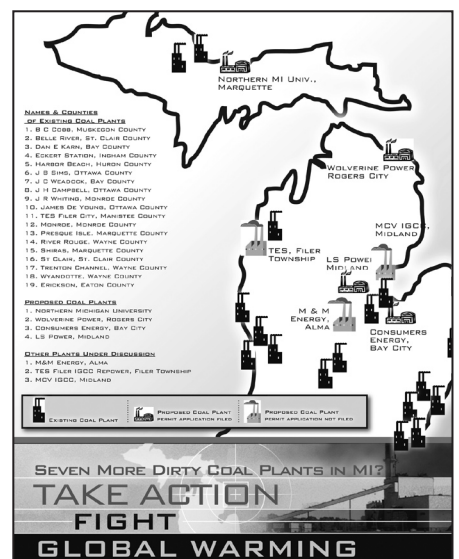 NORTHERN MI UNIV.,
MARQUETTE
NAMES & COUNTIES
OF EXISTING COAL PLANTS
1. B C COBB, MUSKEGON COUNTY
2. BELLE RIVER, ST. CLAIR COUNTY
3. DAN E KARN, BAY COUNTY
4. ECKERT STATION, INGHAM COUNTY
5. HARBOR BEACH, HURON COUNTY
6. J B SIMS, OTTAWA COUNTY
7. J C WEADOCK, BAY COUNTY
8. J H CAMPBELL, OTTAWA COUNTY
9. J R WHITING, MONROE COUNTY
10. JAMES DE YOUNG, OTTAWA COUNTY
11. TES FILER CITY, MANISTEE COUNTY
12. MONROE, MONROE COUNTY
13. PRESQUE ISLE, MARQUETTE COUNTY
14. RIVER ROUGE, WAYNE COUNTY
15. SHIRAS, MARQUETTE COUNTY
16. ST CLAIR, ST. CLAIR COUNTY
17. TRENTON CHANNEL, WAYNE COUNTY
18. WYANDOTTE, WAYNE COUNTY
19. ERICKSON, EATON COUNTY
PROPOSED COAL PLANTS
1. NORTHERN MICHIGAN UNIVERSITY
2. WOLVERINE POWER, ROGERS CITY
3. CONSUMERS ENERGY, BAY CITY
4. LS POWER, MIDLAND
OTHER PLANTS UNDER DISCUSSION
1. M&M ENERGY, ALMA
2. TES FILER IGCC REPOWER, FILER TOWNSHIP
3. MCV IGCC, MIDLAND
WOLVERINE POWER
ROGERS CITY
MCV IGCC,
MIDLAND
TES, FILER
TOWNSHIP
LS POWE
MIDLAND
M & M
ENERGY,
ALMA
CONSUMERS
ENERGY,
BAY CITY
EXISTING COAL PLANT
PROPOSED COAL PLANT
PERMIT APPLICATION FILED
PROPOSED COAL PLANT
PERMIT APPLICATION NOT FILED
SEVEN MORE DIRTY COAL PLANTS IN MI?
TAKE ACTION
FIGHT
GLOBAL WARMING